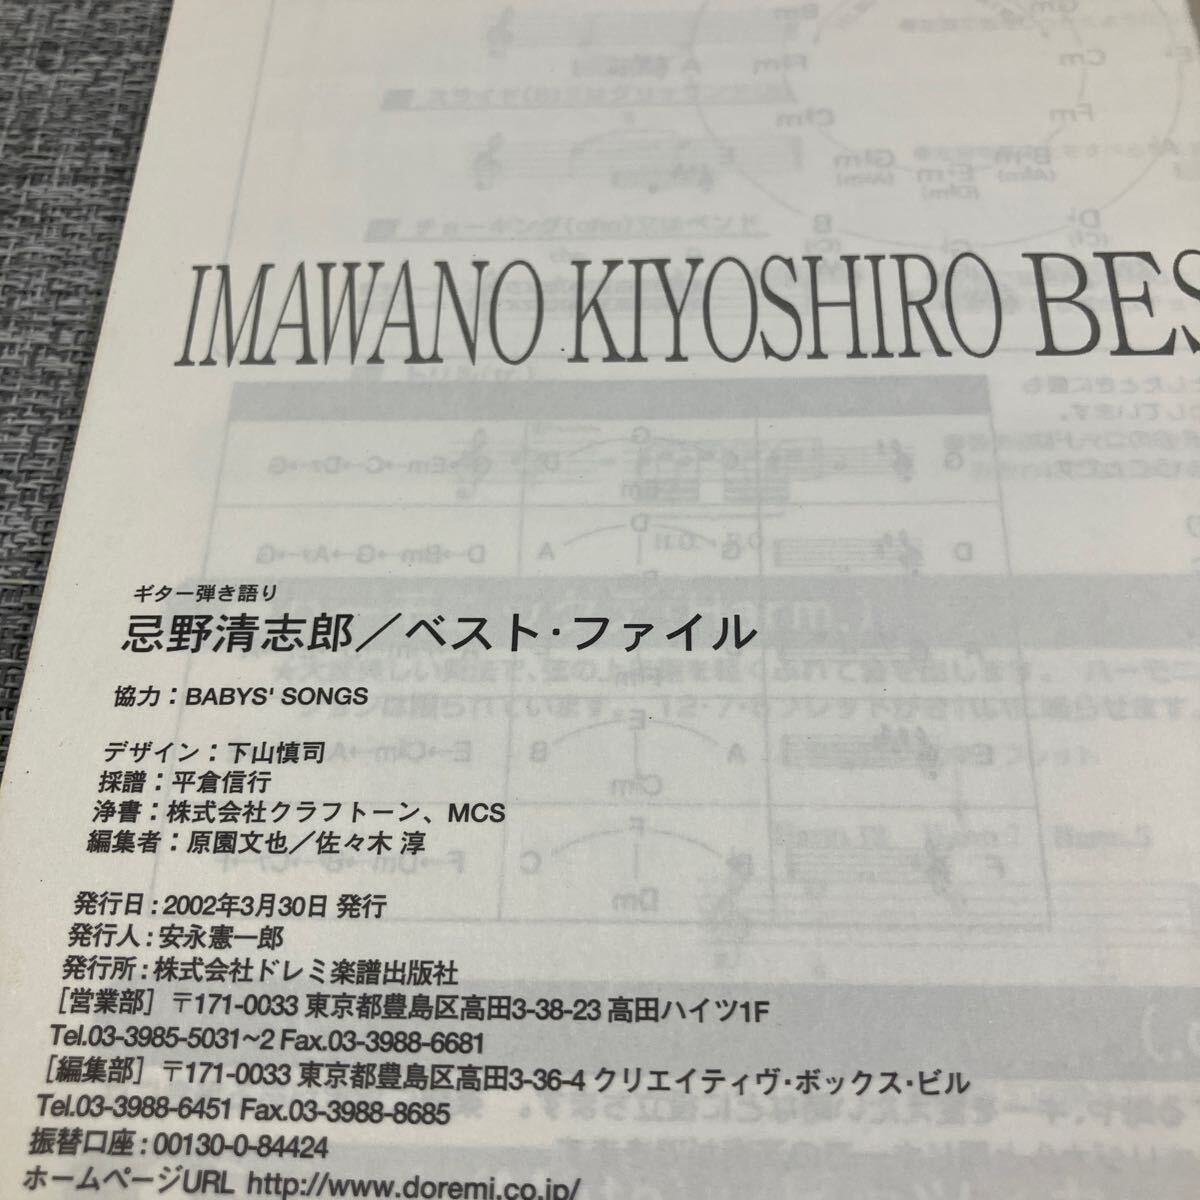 IMAWANO KIYOSHIRO BES
ギター弾き語り
忌野清志郎／ベスト・ファイル
協力：BABYS' SONGS
デザイン：下山慎司
採譜：平倉信行
浄書：株式会社クラフトーン、MCS
編集者：原園文也／佐々木 淳
発行日：2002年3月30日 発行
発行人：安永憲一郎
発行所：株式会社ドレミ楽譜出版社
［営業部］〒171-0033 東京都豊島区高田3-38-23 高田ハイツ1F
Tel.03-3985-5031~2 Fax.03-3988-6681
［編集部］〒171-0033 東京都豊島区高田3-36-4 クリエイティヴ・ボックス・ビル
Tel.03-3988-6451 Fax.03-3988-8685
振替口座：00130-0-84424
ホームページURL http://www.doremi.co.jp/